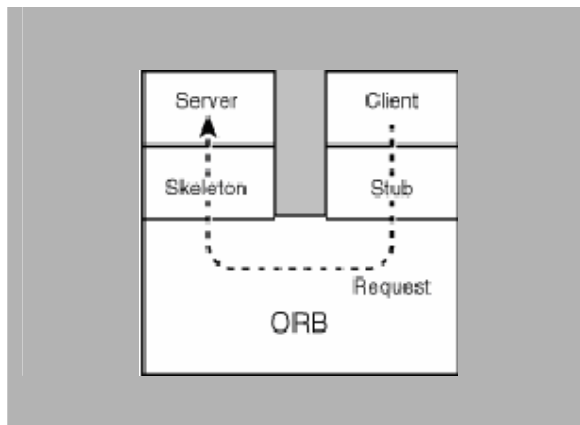 Server
Client
Skeleton
Stub
Request
ORB